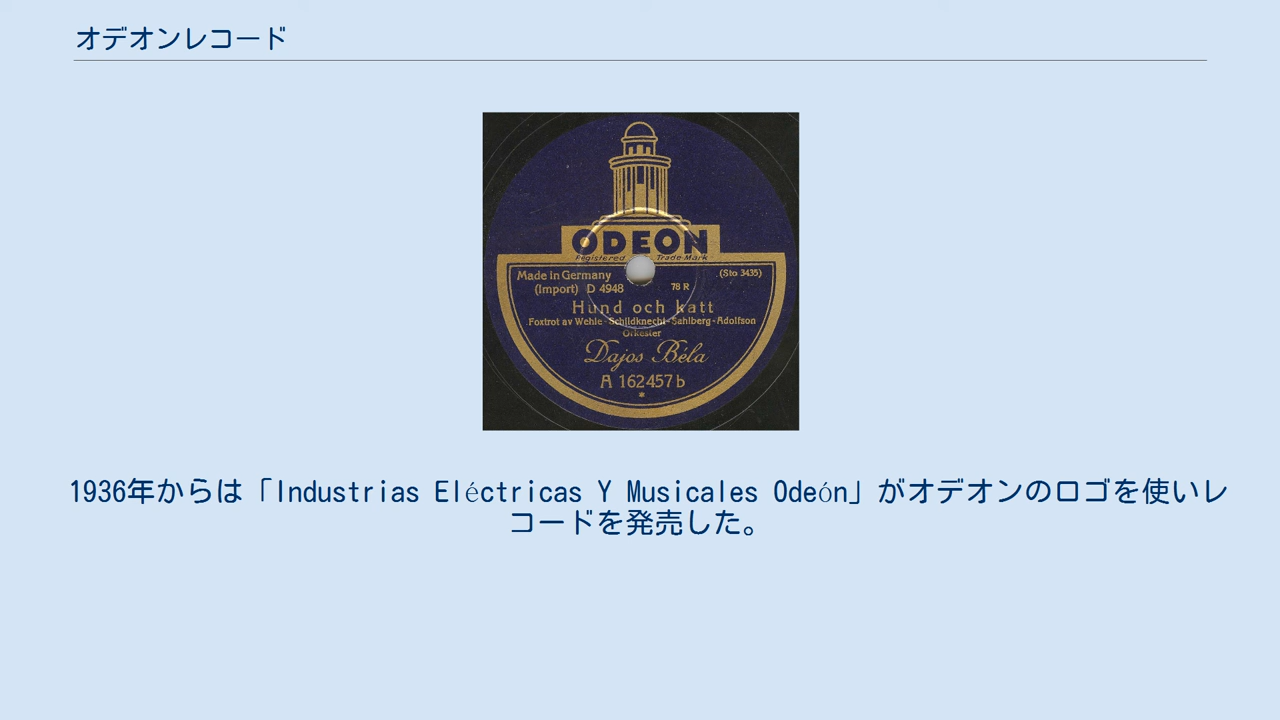 オデオンレコード
ODEON
Registered Trade-Mark
Made in Germany (Sto 3435)
(Import) D 4948 78 R
Hund och katt
Foxtrot av Wehle - Schildknecht - Sahlberg - Adolfson
Orkester
Dajos Béla
A 162457 b
*
1936年からは「Industrias Eléctricas Y Musicales Odeón」がオデオンのロゴを使いレ
コードを発売した。